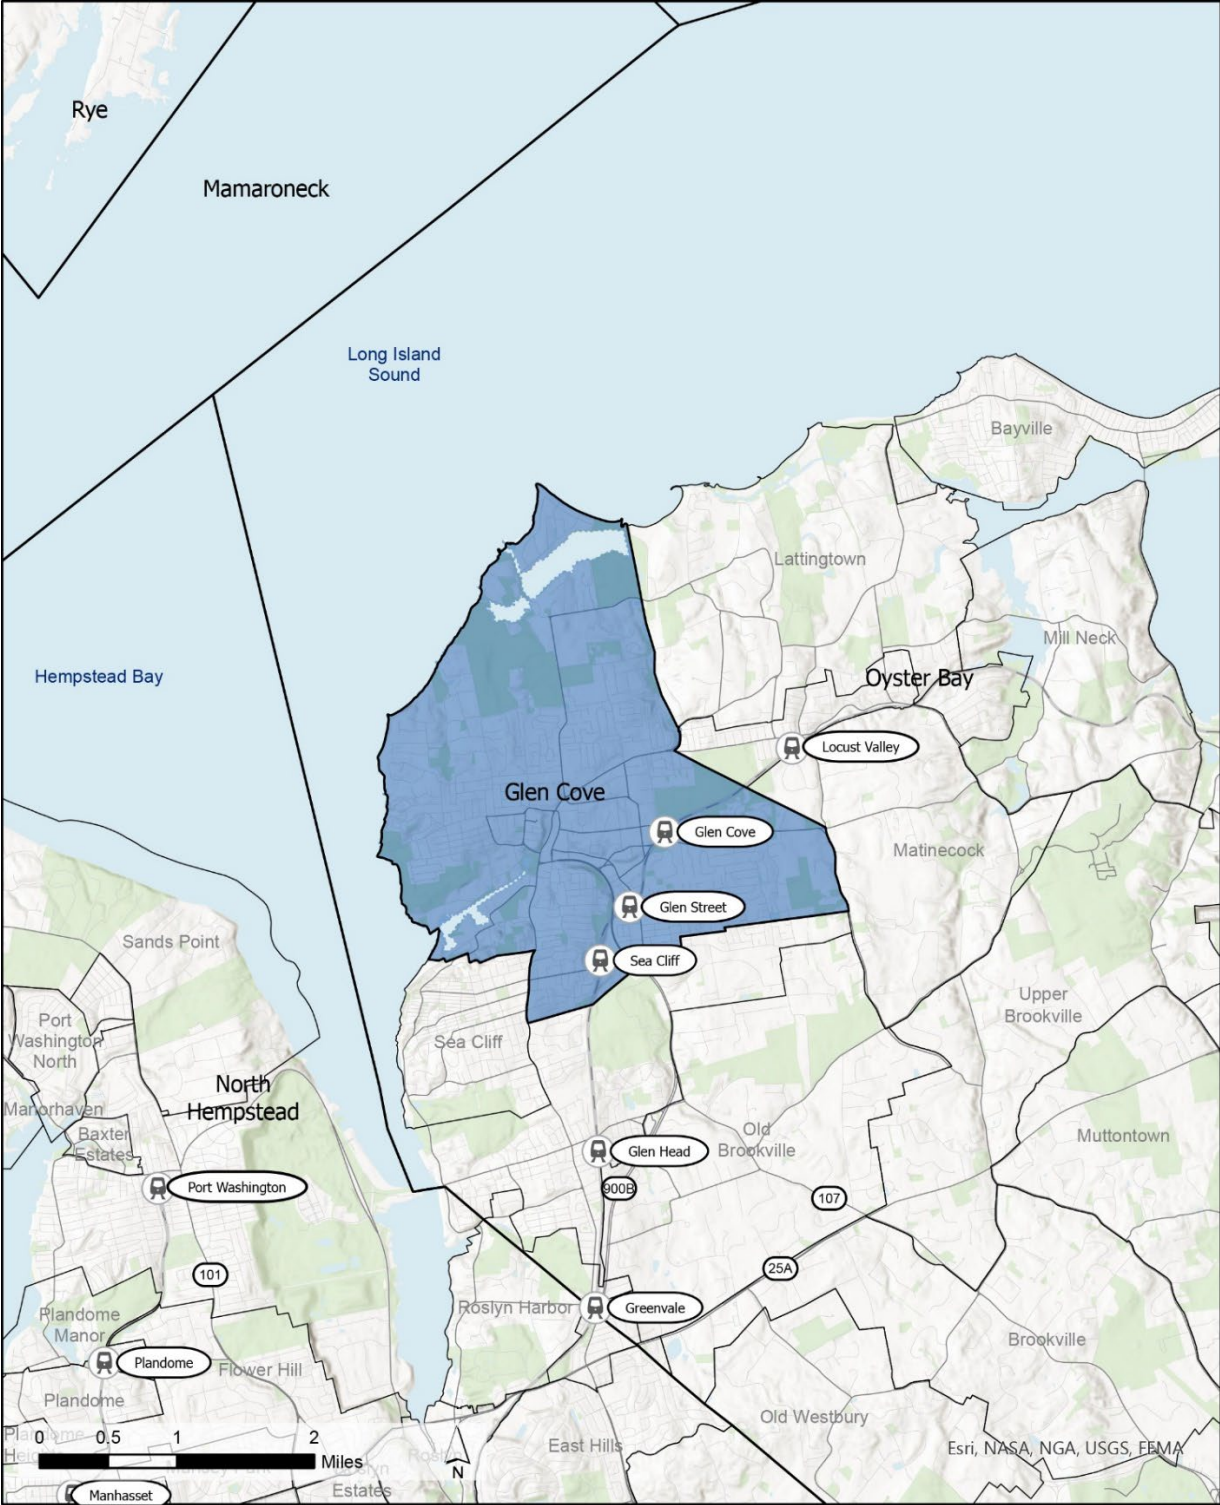 Rye
Mamaroneck
Long Island
Sound
Bayville
Lattingtown
Mill Neck
Hempstead Bay
Oyster Bay
Locust Valley
Glen Cove
Glen Cove
Matinecock
Glen Street
Sands Point
Sea Cliff
Upper
Brookville
Port
Washington
North
Sea Cliff
North
Hempstead
Manorhaven
Baxter
Estates
Old
Brookville
Muttontown
Glen Head
Port Washington
900B
107
101
25A
Roslyn Harbor
Greenvale
Plandome
Manor
Brookville
Plandome
Flower Hill
Plandome
Old Westbury
East Hills
Esri, NASA, NGA, USGS, FEMA
0 0.5 1 2
Miles
N
Estates
Manhasset